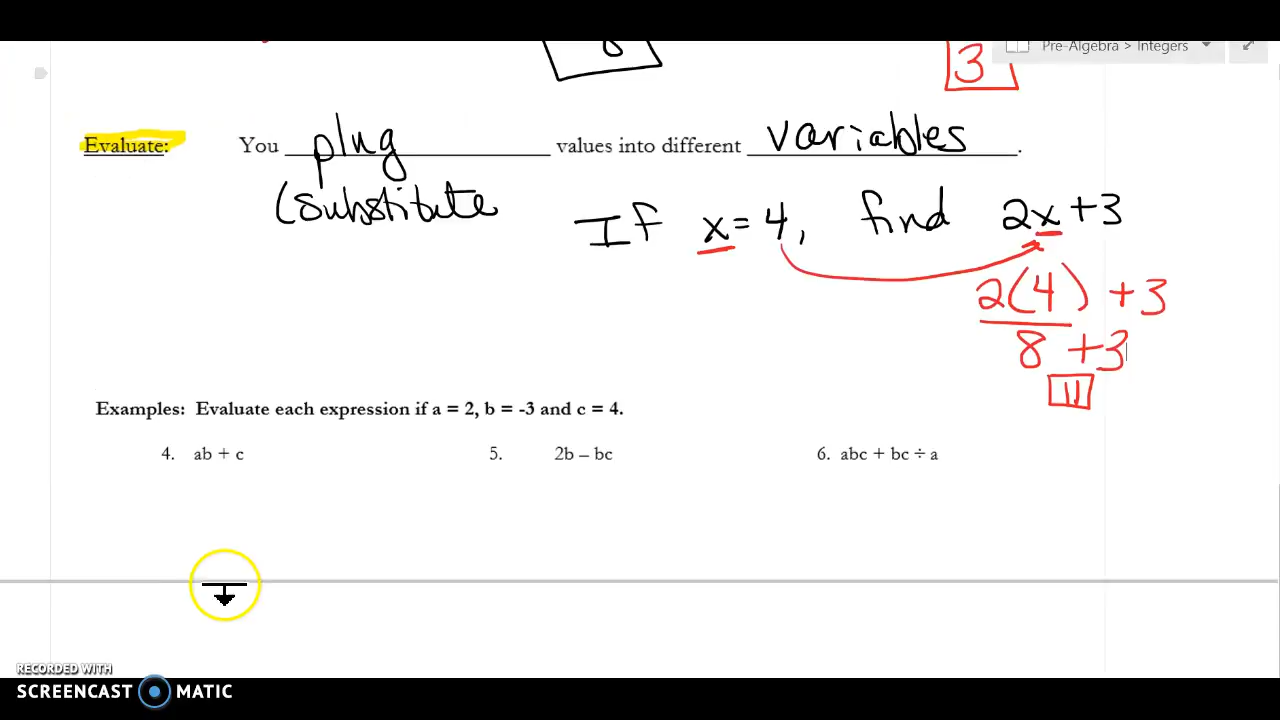 8
3
Pre-Algebra > Integers
Evaluate: You plug values into different variables.
(substitute
If x = 4, find 2x + 3
2(4) + 3
8 + 3
11
Examples: Evaluate each expression if a = 2, b = -3 and c = 4.
4. ab + c 5. 2b – bc 6. abc + bc ÷ a
RECORDED WITH
SCREENCAST MATIC